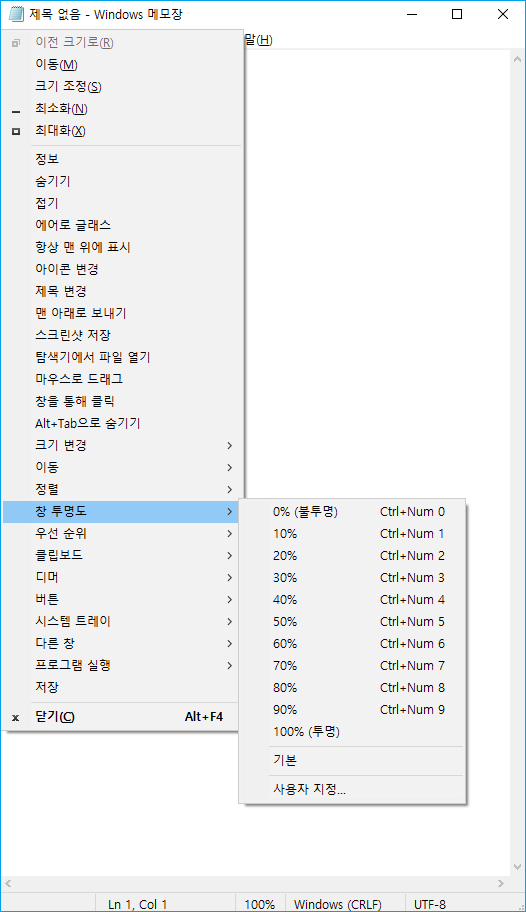 제목 없음 - Windows 메모장
말(H)
이전 크기로(R)
이동(M)
크기 조정(S)
최소화(N)
최대화(X)
정보
숨기기
접기
에어로 글래스
항상 맨 위에 표시
아이콘 변경
제목 변경
맨 아래로 보내기
스크린샷 저장
탐색기에서 파일 열기
마우스로 드래그
창을 통해 클릭
Alt+Tab으로 숨기기
크기 변경
이동
정렬
창 투명도
우선 순위
클립보드
디머
버튼
시스템 트레이
다른 창
프로그램 실행
저장
닫기(C) Alt+F4
0% (불투명) Ctrl+Num 0
10% Ctrl+Num 1
20% Ctrl+Num 2
30% Ctrl+Num 3
40% Ctrl+Num 4
50% Ctrl+Num 5
60% Ctrl+Num 6
70% Ctrl+Num 7
80% Ctrl+Num 8
90% Ctrl+Num 9
100% (투명)
기본
사용자 지정...
Ln 1, Col 1 100% Windows (CRLF) UTF-8